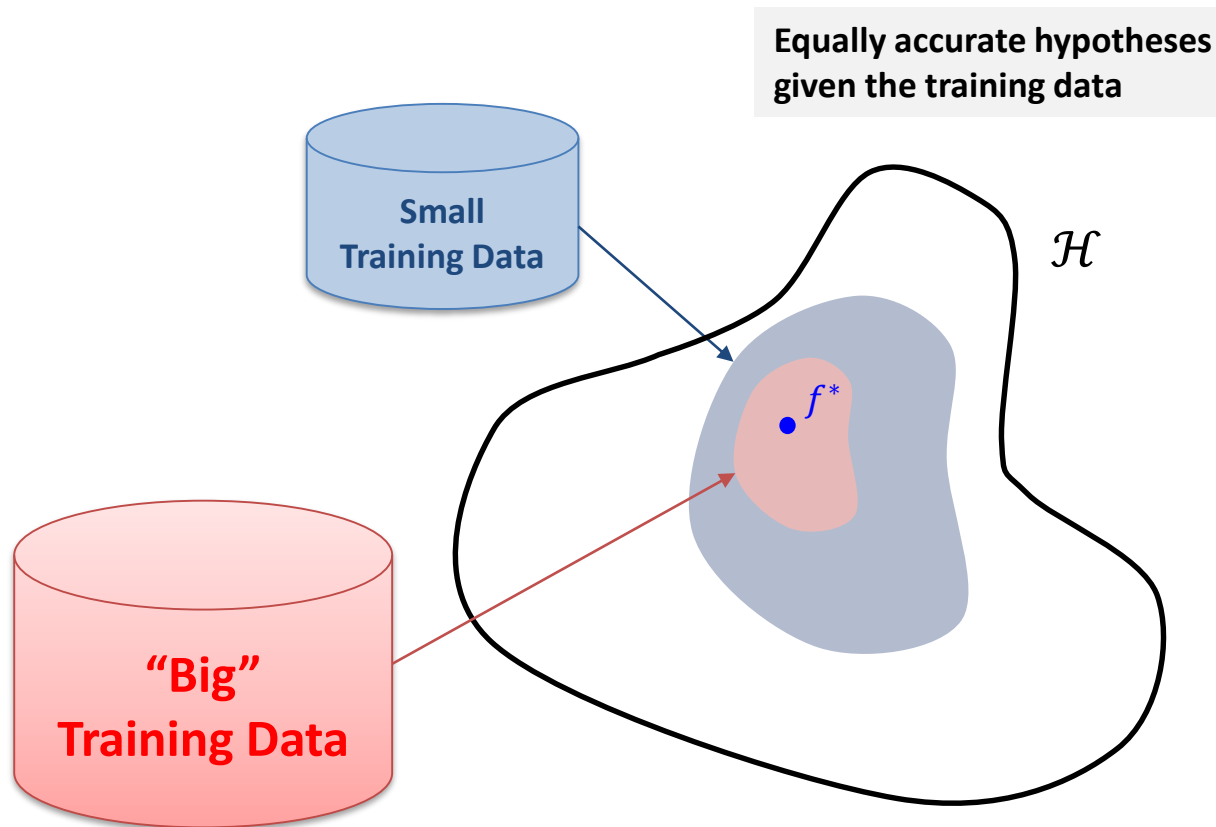 Equally accurate hypotheses
given the training data
Small
Training Data
ℋ
f*
“Big”
Training Data